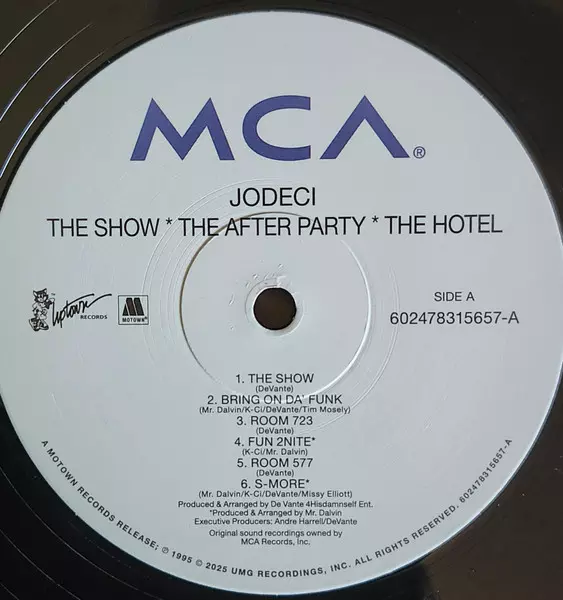 MCA®
JODECI
THE SHOW * THE AFTER PARTY * THE HOTEL
uptown
RECORDS
MOTOWN®
SIDE A
602478315657-A
1. THE SHOW
(DeVante)
2. BRING ON DA' FUNK
(Mr. Dalvin/K-Ci/DeVante/Tim Mosely)
3. ROOM 723
(DeVante)
4. FUN 2NITE*
(K-Ci/Mr. Dalvin)
5. ROOM 577
(DeVante)
6. S-MORE*
(Mr. Dalvin/K-Ci/DeVante/Missy Elliott)
Produced & Arranged by De Vante 4Hisdamnself Ent.
*Produced & Arranged by Mr. Dalvin
Executive Producers: Andre Harrell/DeVante
Original sound recordings owned by
MCA Records, Inc.
A MOTOWN RECORDS RELEASE; ℗ 1995 © 2025 UMG RECORDINGS, INC. ALL RIGHTS RESERVED. 602478315657-A